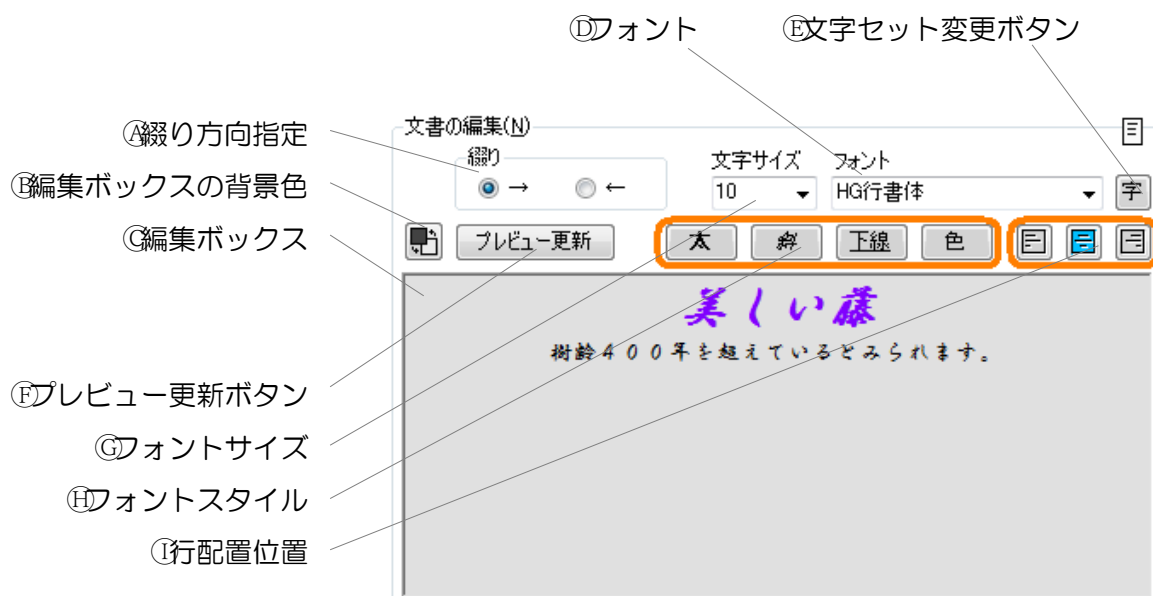 Ⓓフォント Ⓔ文字セット変更ボタン
Ⓐ綴り方向指定
Ⓑ編集ボックスの背景色
Ⓒ編集ボックス
文書の編集(N)
綴り 文字サイズ フォント
→ ← 10 HG行書体 字
プレビュー更新 太 斜 下線 色
美しい藤
樹齢400年を超えているとみられます。
Ⓕプレビュー更新ボタン
Ⓖフォントサイズ
Ⓗフォントスタイル
Ⓘ行配置位置